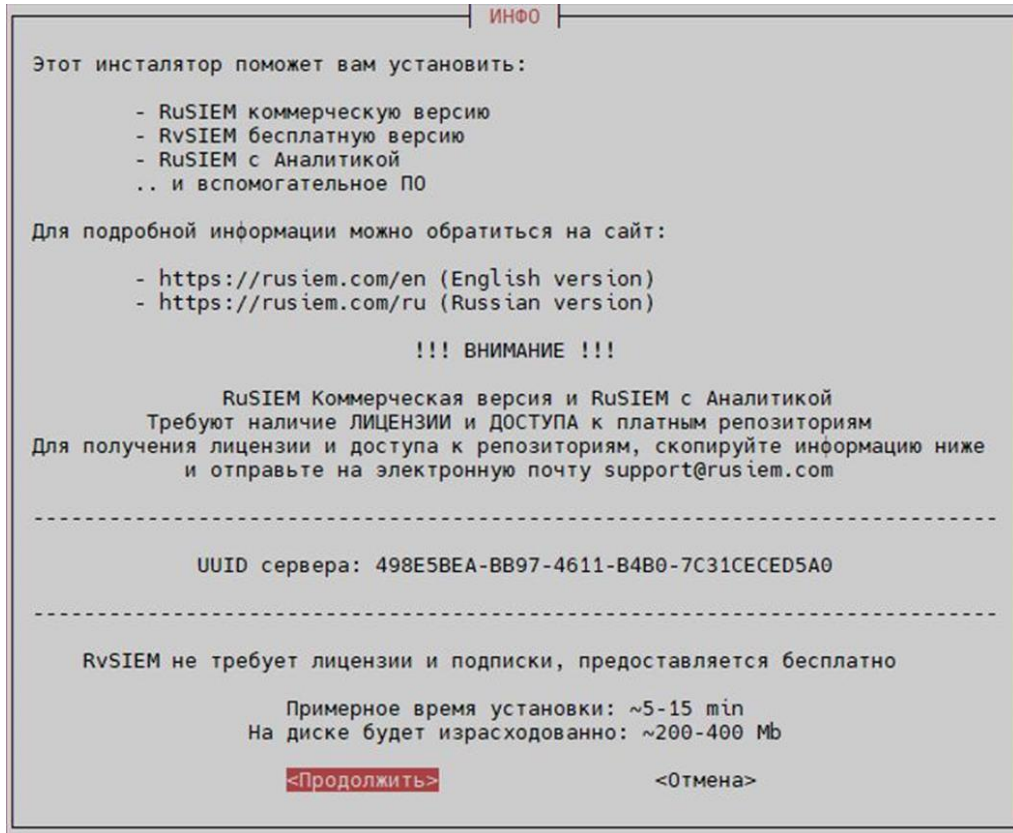 ИНФО
Этот инсталятор поможет вам установить:
- RuSIEM коммерческую версию
- RvSIEM бесплатную версию
- RuSIEM с Аналитикой
.. и вспомогательное ПО
Для подробной информации можно обратиться на сайт:
- https://rusiem.com/en (English version)
- https://rusiem.com/ru (Russian version)
!!! ВНИМАНИЕ !!!
RuSIEM Коммерческая версия и RuSIEM с Аналитикой
Требуют наличие ЛИЦЕНЗИИ и ДОСТУПА к платным репозиториям
Для получения лицензии и доступа к репозиториям, скопируйте информацию ниже
и отправьте на электронную почту support@rusiem.com
---------------------------------------------------------------------------
UUID сервера: 498E5BEA-BB97-4611-B4B0-7C31CECED5A0
---------------------------------------------------------------------------
RvSIEM не требует лицензии и подписки, предоставляется бесплатно
Примерное время установки: ~5-15 min
На диске будет израсходованно: ~200-400 Mb
<Продолжить> <Отмена>